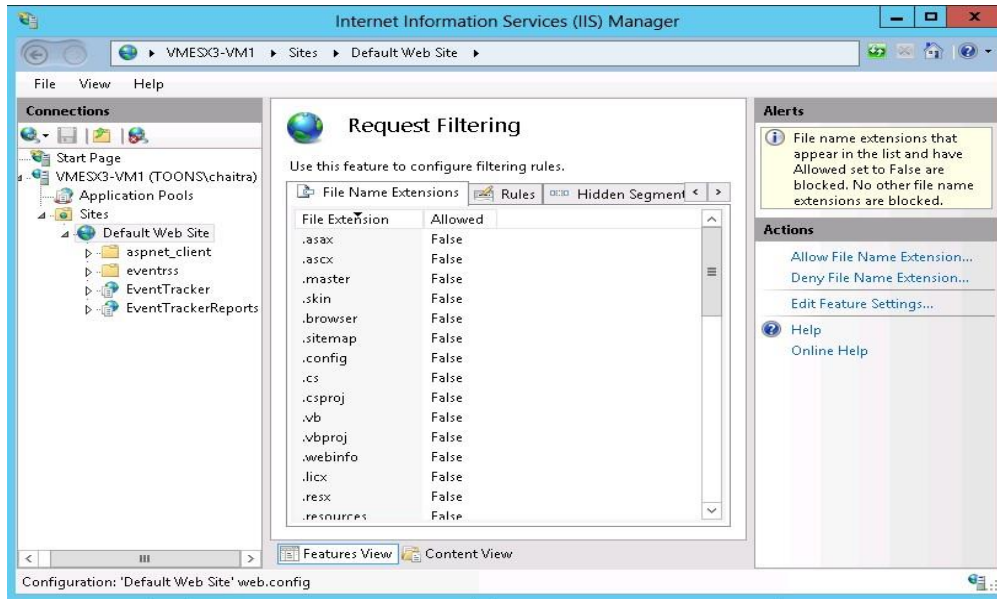 Internet Information Services (IIS) Manager
VMESX3-VM1 Sites Default Web Site
File View Help
Connections
Start Page
VMESX3-VM1 (TOONS\chaitra)
Application Pools
Sites
Default Web Site
aspnet_client
eventrss
EventTracker
EventTrackerReports
Request Filtering
Use this feature to configure filtering rules.
File Name Extensions Rules Hidden Segment
File Extension Allowed
.asax False
.ascx False
.master False
.skin False
.browser False
.sitemap False
.config False
.cs False
.csproj False
.vb False
.vbproj False
.webinfo False
.licx False
.resx False
.resources False
Features View Content View
Alerts
File name extensions that
appear in the list and have
Allowed set to False are
blocked. No other file name
extensions are blocked.
Actions
Allow File Name Extension...
Deny File Name Extension...
Edit Feature Settings...
Help
Online Help
Configuration: 'Default Web Site' web.config